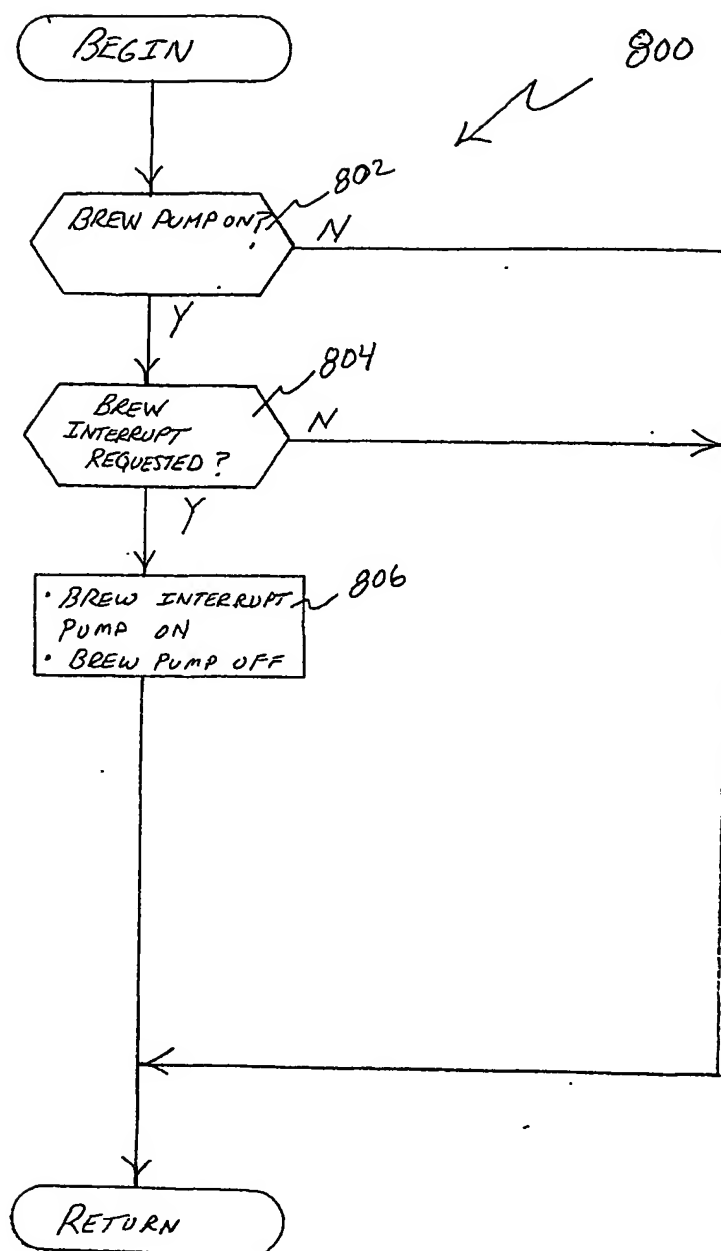 BEGIN
800
802
BREW PUMP ON?
N
Y
804
BREW
INTERRUPT
REQUESTED?
N
Y
806
· BREW INTERRUPT
PUMP ON
· BREW PUMP OFF
RETURN